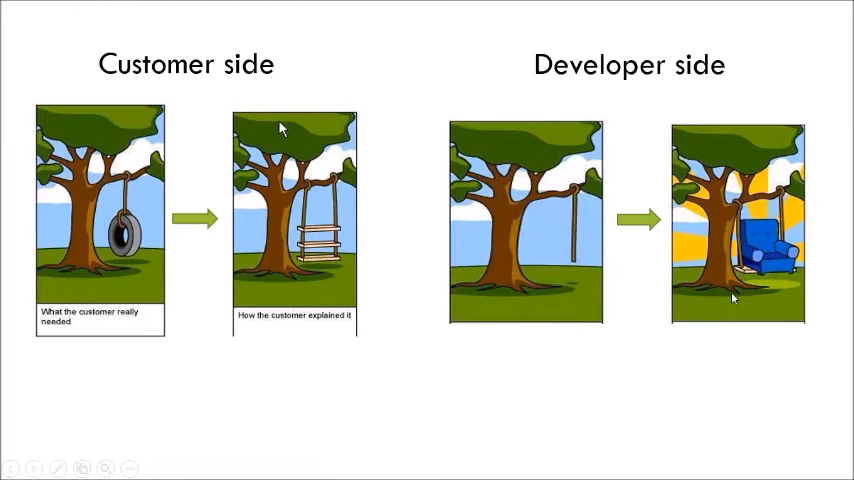 Customer side
Developer side
What the customer really
needed
How the customer explained it